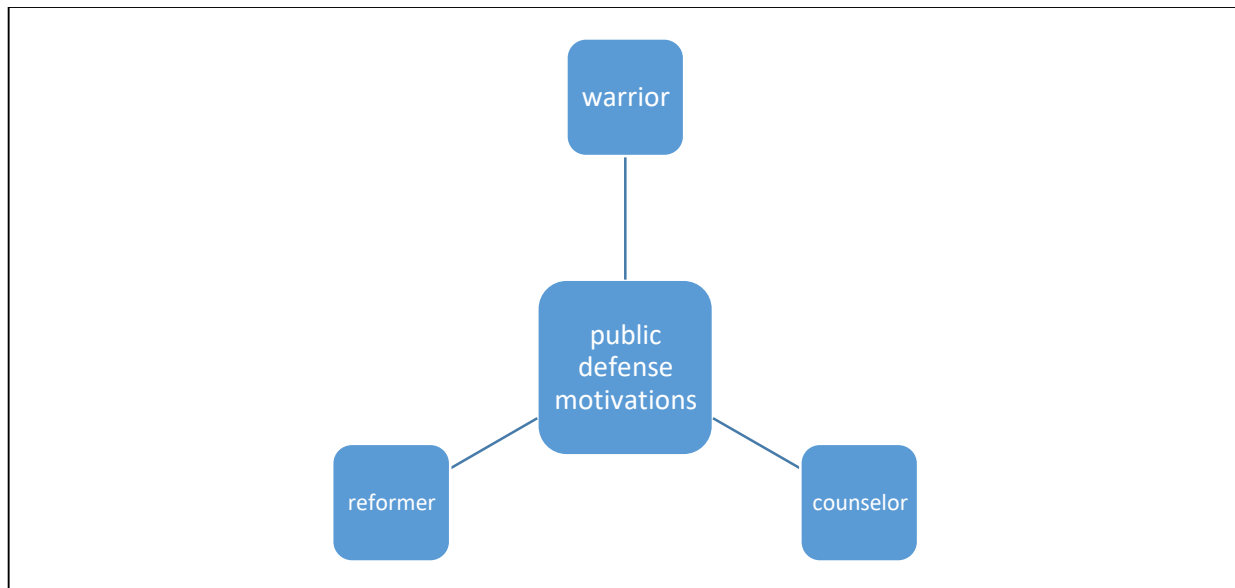 warrior
public
defense
motivations
reformer
counselor